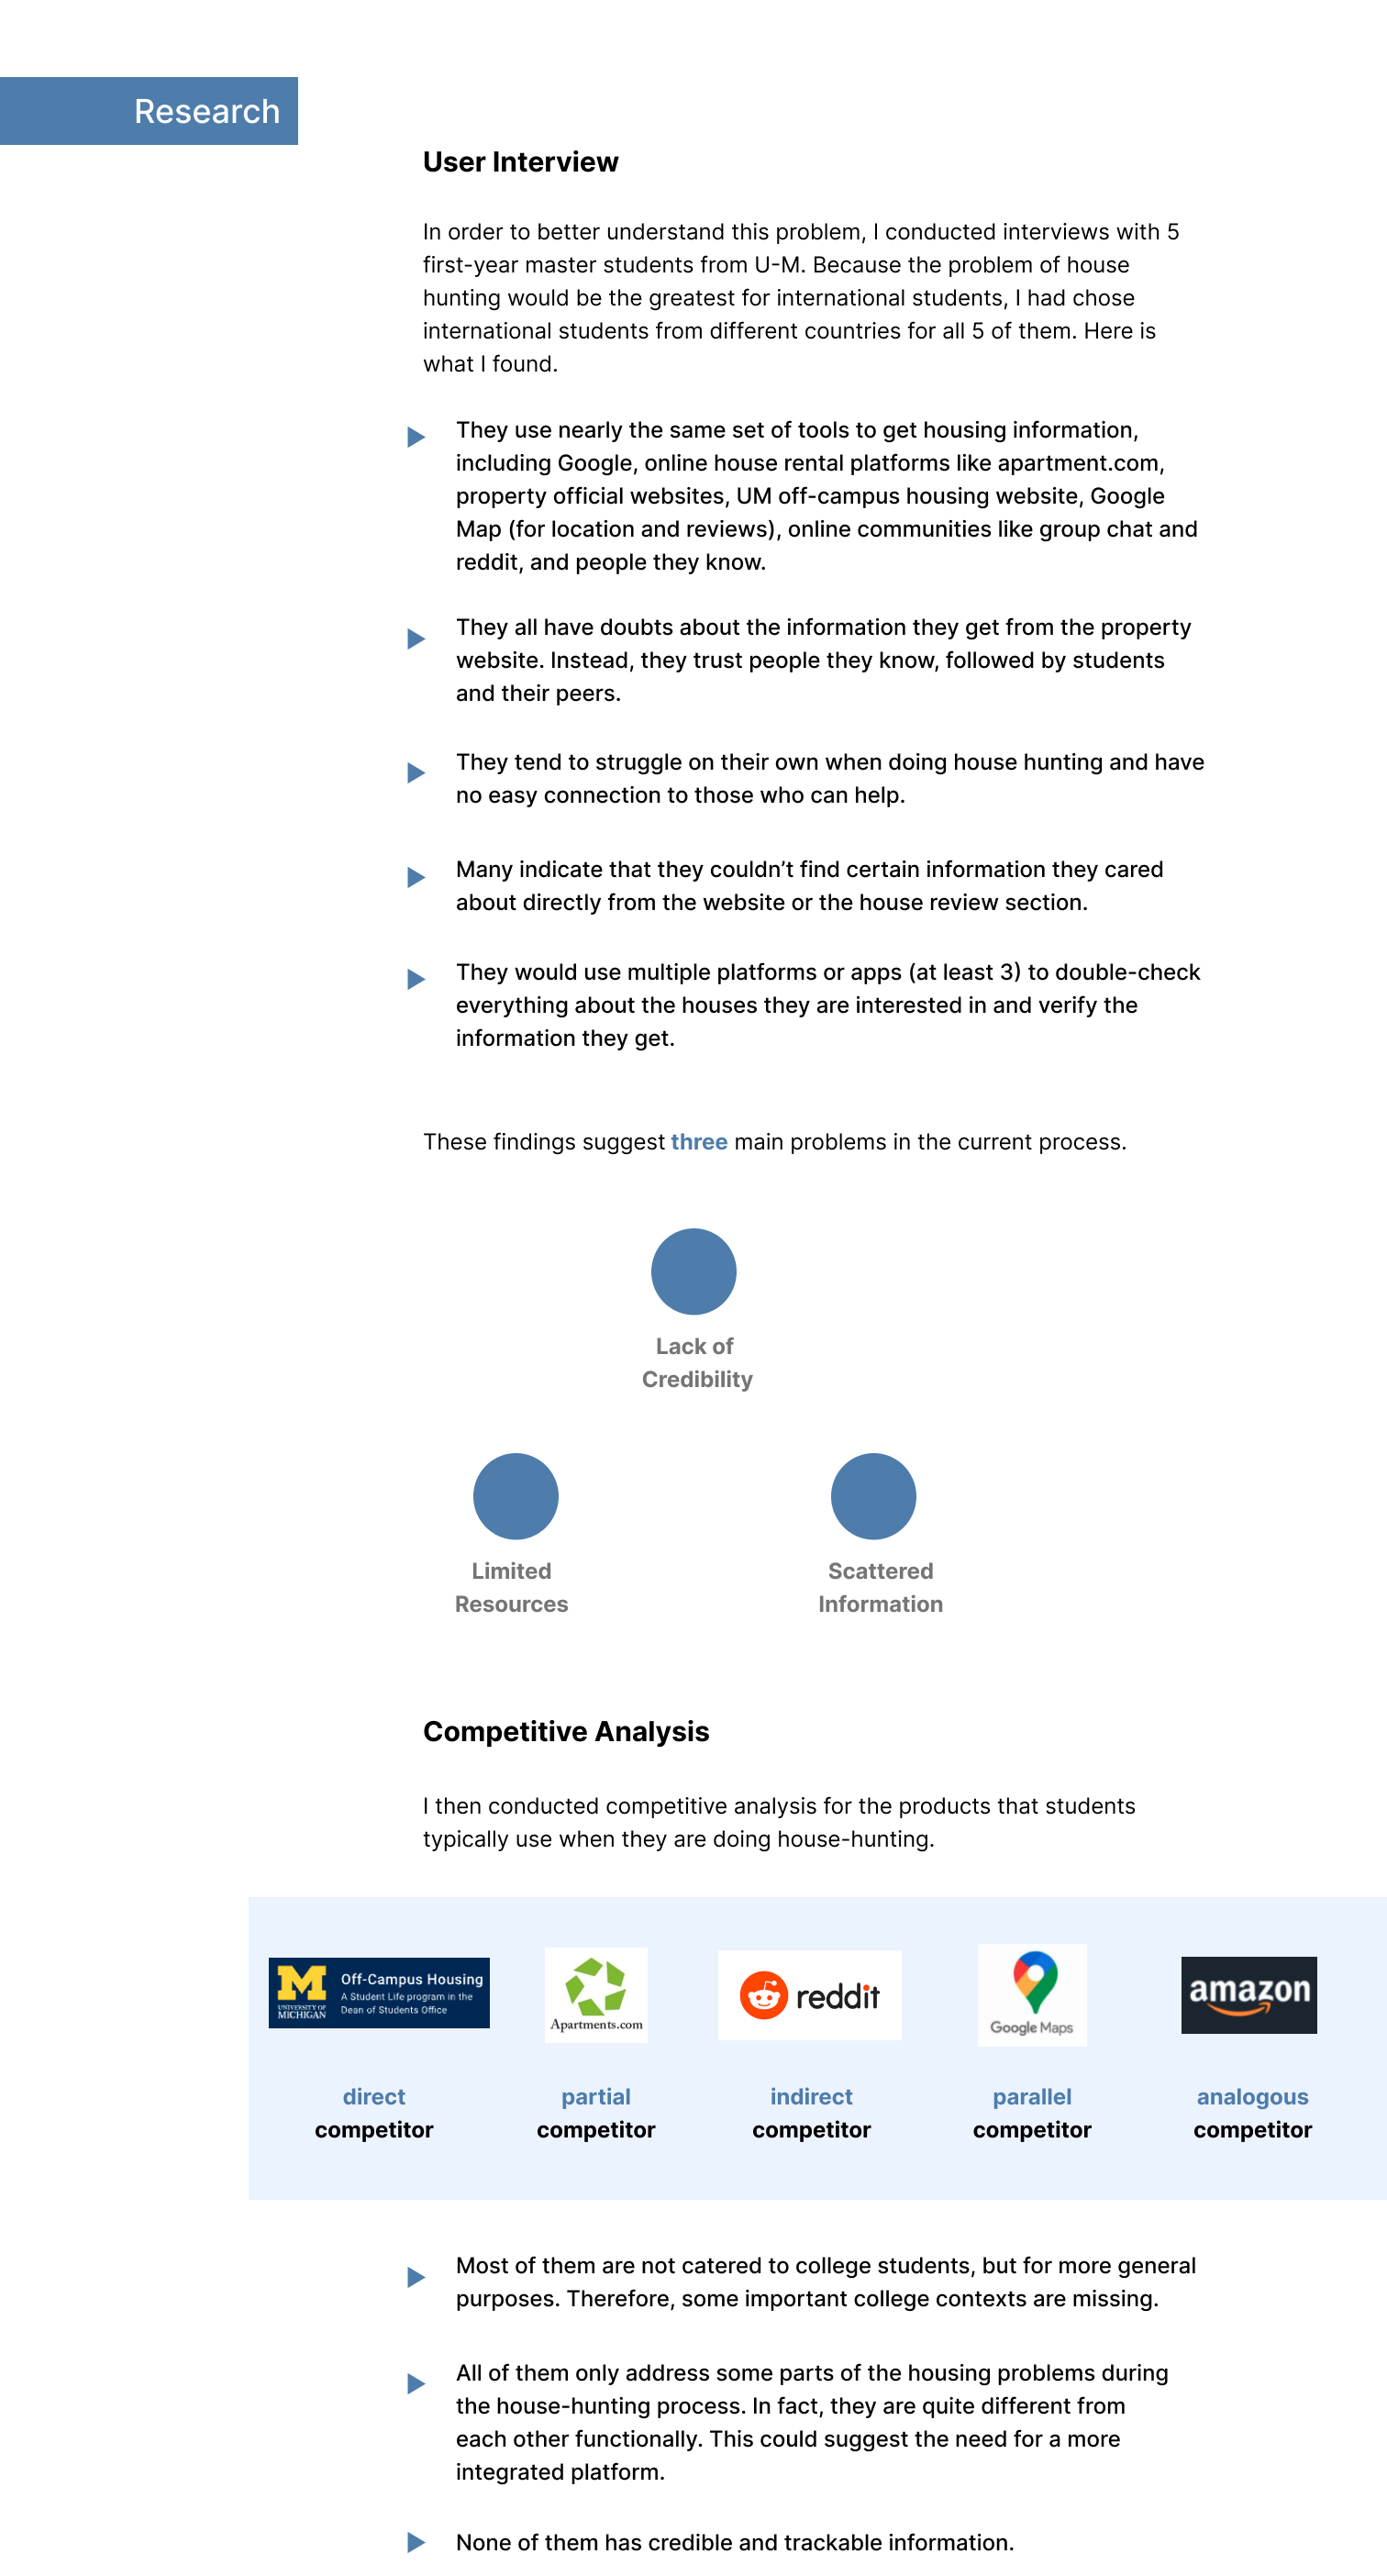 Research
User Interview
In order to better understand this problem, I conducted interviews with 5
first-year master students from U-M. Because the problem of house
hunting would be the greatest for international students, I had chose
international students from different countries for all 5 of them. Here is
what I found.
They use nearly the same set of tools to get housing information,
including Google, online house rental platforms like apartment.com,
property official websites, UM off-campus housing website, Google
Map (for location and reviews), online communities like group chat and
reddit, and people they know.
They all have doubts about the information they get from the property
website. Instead, they trust people they know, followed by students
and their peers.
They tend to struggle on their own when doing house hunting and have
no easy connection to those who can help.
Many indicate that they couldn’t find certain information they cared
about directly from the website or the house review section.
They would use multiple platforms or apps (at least 3) to double-check
everything about the houses they are interested in and verify the
information they get.
These findings suggest three main problems in the current process.
Lack of
Credibility
Limited
Resources
Scattered
Information
Competitive Analysis
I then conducted competitive analysis for the products that students
typically use when they are doing house-hunting.
M
UNIVERSITY OF
MICHIGAN
Off-Campus Housing
A Student Life program in the
Dean of Students Office
Apartments.com
reddit
Google Maps
amazon
direct
competitor
partial
competitor
indirect
competitor
parallel
competitor
analogous
competitor
Most of them are not catered to college students, but for more general
purposes. Therefore, some important college contexts are missing.
All of them only address some parts of the housing problems during
the house-hunting process. In fact, they are quite different from
each other functionally. This could suggest the need for a more
integrated platform.
None of them has credible and trackable information.